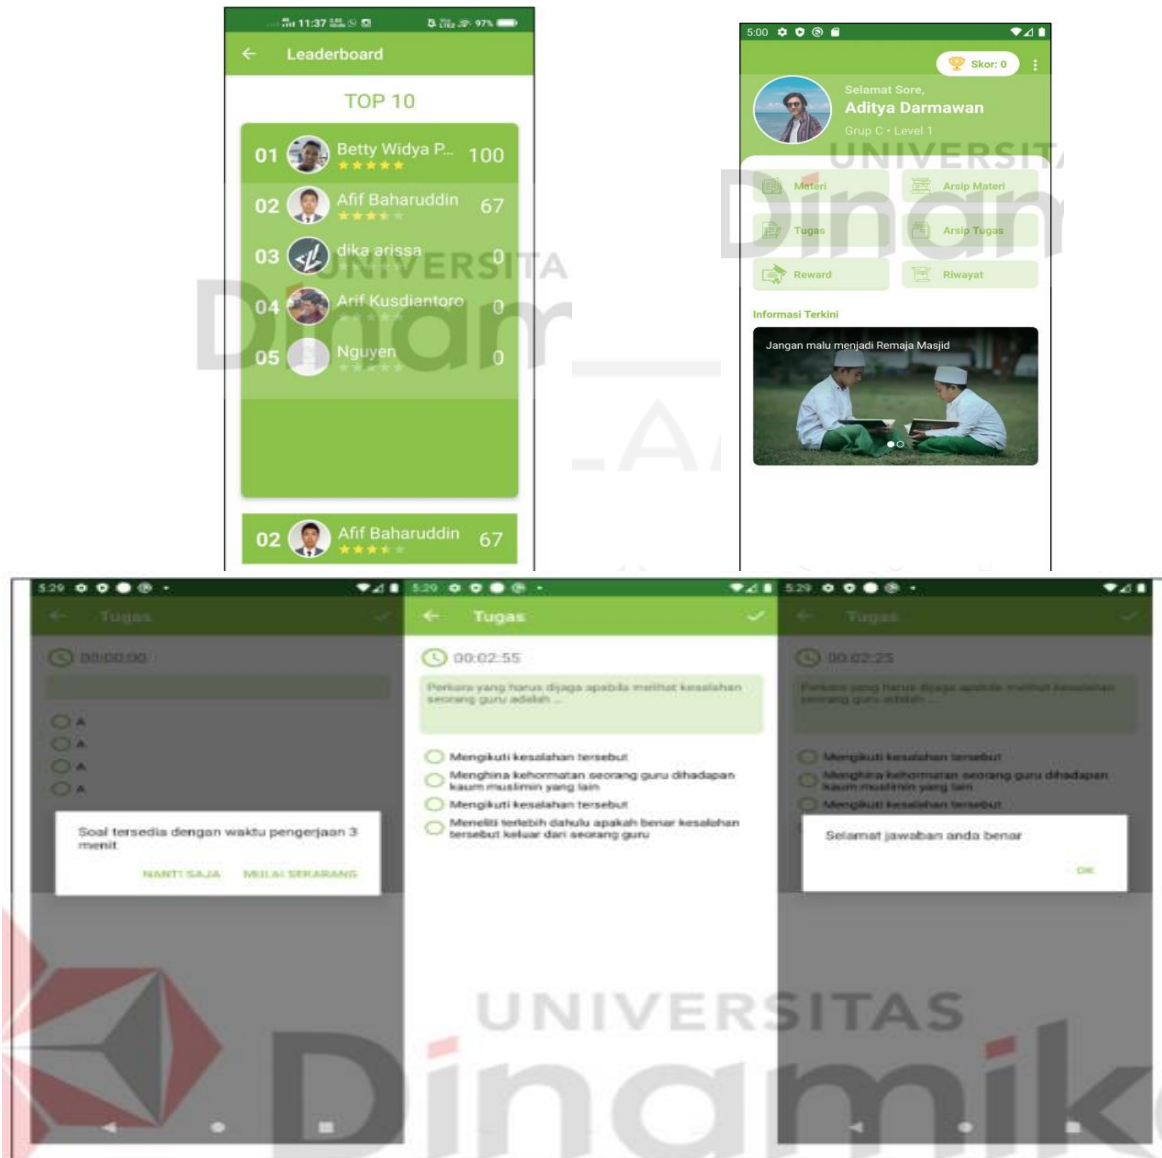 11:37
97%
Leaderboard
TOP 10
01 Betty Widya P... 100
02 Afif Baharuddin 67
03 dika arissa 0
04 Arif Kusdiantoro 0
05 Nguyen 0
02 Afif Baharuddin 67
UNIVERSITA
Dinam
5:00
Skor: 0
Selamat Sore,
Aditya Darmawan
Grup C • Level 1
Materi
Arsip Materi
Tugas
Arsip Tugas
Reward
Riwayat
Informasi Terkini
Jangan malu menjadi Remaja Masjid
UNIVERSITA
Dinam
5:29
Tugas
00:00:00
A
A
A
A
Soal tersedia dengan waktu pengerjaan 3
menit
NANTI SAJA MULAI SEKARANG
5:29
Tugas
00:02:55
Perkara yang harus dijaga apabila melihat kesalahan
seorang guru adalah ...
Mengikuti kesalahan tersebut
Menghina kehormatan seorang guru dihadapan
kaum muslimin yang lain
Mengikuti kesalahan tersebut
Meneliti terlebih dahulu apakah benar kesalahan
tersebut keluar dari seorang guru
5:29
Tugas
00:02:25
Perkara yang harus dijaga apabila melihat kesalahan
seorang guru adalah ...
Mengikuti kesalahan tersebut
Menghina kehormatan seorang guru dihadapan
kaum muslimin yang lain
Mengikuti kesalahan tersebut
Selamat jawaban anda benar
OK
UNIVERSITAS
Dinamik